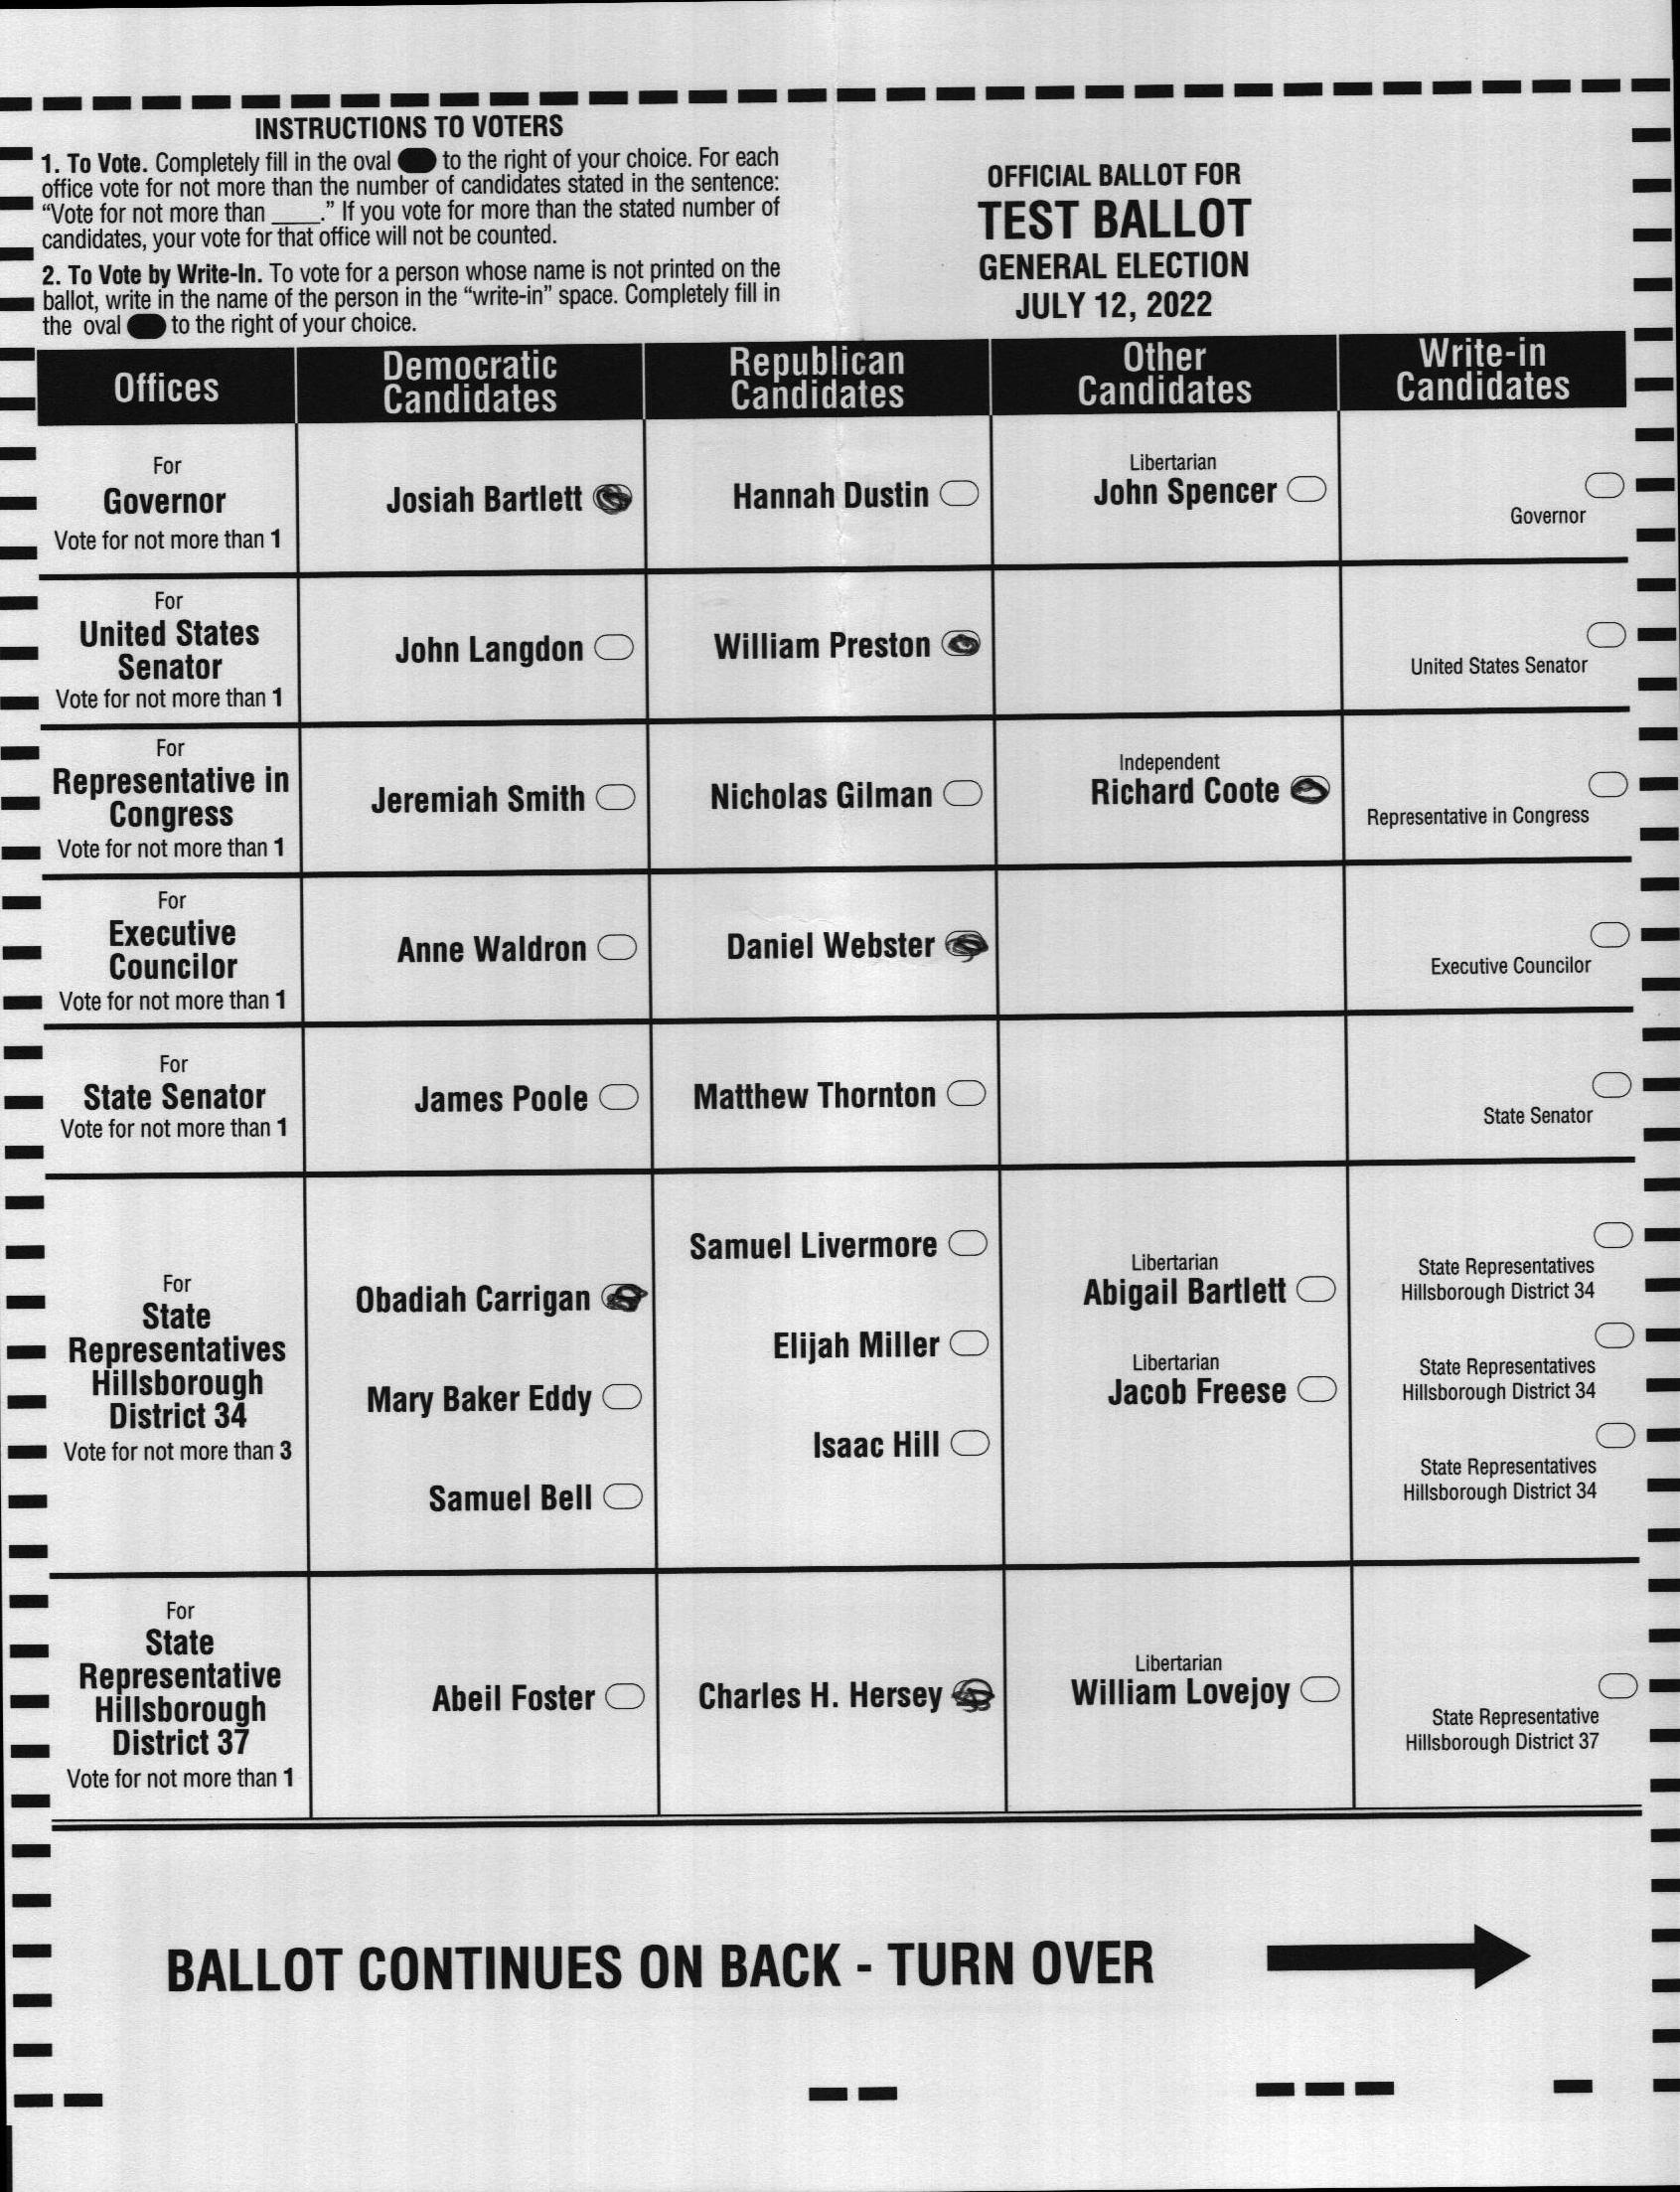 INSTRUCTIONS TO VOTERS
1. To Vote. Completely fill in the oval to the right of your choice. For each
office vote for not more than the number of candidates stated in the sentence:
“Vote for not more than ____.” If you vote for more than the stated number of
candidates, your vote for that office will not be counted.
2. To Vote by Write-In. To vote for a person whose name is not printed on the
ballot, write in the name of the person in the “write-in” space. Completely fill in
the oval to the right of your choice.
OFFICIAL BALLOT FOR
TEST BALLOT
GENERAL ELECTION
JULY 12, 2022
Offices
Democratic
Candidates
Republican
Candidates
Other
Candidates
Write-in
Candidates
For
Governor
Vote for not more than 1
Josiah Bartlett
Hannah Dustin
Libertarian
John Spencer
Governor
For
United States
Senator
Vote for not more than 1
John Langdon
William Preston
United States Senator
For
Representative in
Congress
Vote for not more than 1
Jeremiah Smith
Nicholas Gilman
Independent
Richard Coote
Representative in Congress
For
Executive
Councilor
Vote for not more than 1
Anne Waldron
Daniel Webster
Executive Councilor
For
State Senator
Vote for not more than 1
James Poole
Matthew Thornton
State Senator
For
State
Representatives
Hillsborough
District 34
Vote for not more than 3
Obadiah Carrigan
Mary Baker Eddy
Samuel Bell
Samuel Livermore
Elijah Miller
Isaac Hill
Libertarian
Abigail Bartlett
Libertarian
Jacob Freese
State Representatives
Hillsborough District 34
State Representatives
Hillsborough District 34
State Representatives
Hillsborough District 34
For
State
Representative
Hillsborough
District 37
Vote for not more than 1
Abeil Foster
Charles H. Hersey
Libertarian
William Lovejoy
State Representative
Hillsborough District 37
BALLOT CONTINUES ON BACK - TURN OVER